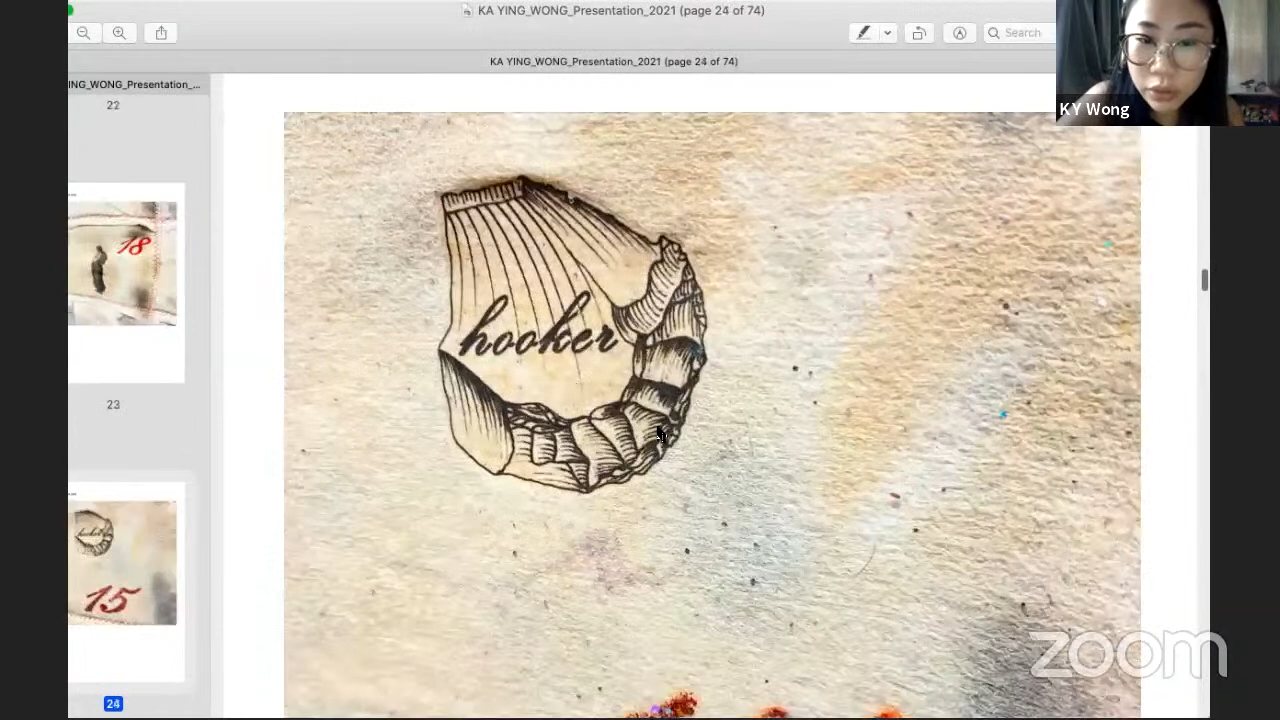 KA YING_WONG_Presentation_2021 (page 24 of 74)
Search
KA YING_WONG_Presentation_2021 (page 24 of 74)
ING_WONG_Presentation_...
22
18
23
hooker
15
24
KY Wong
zoom